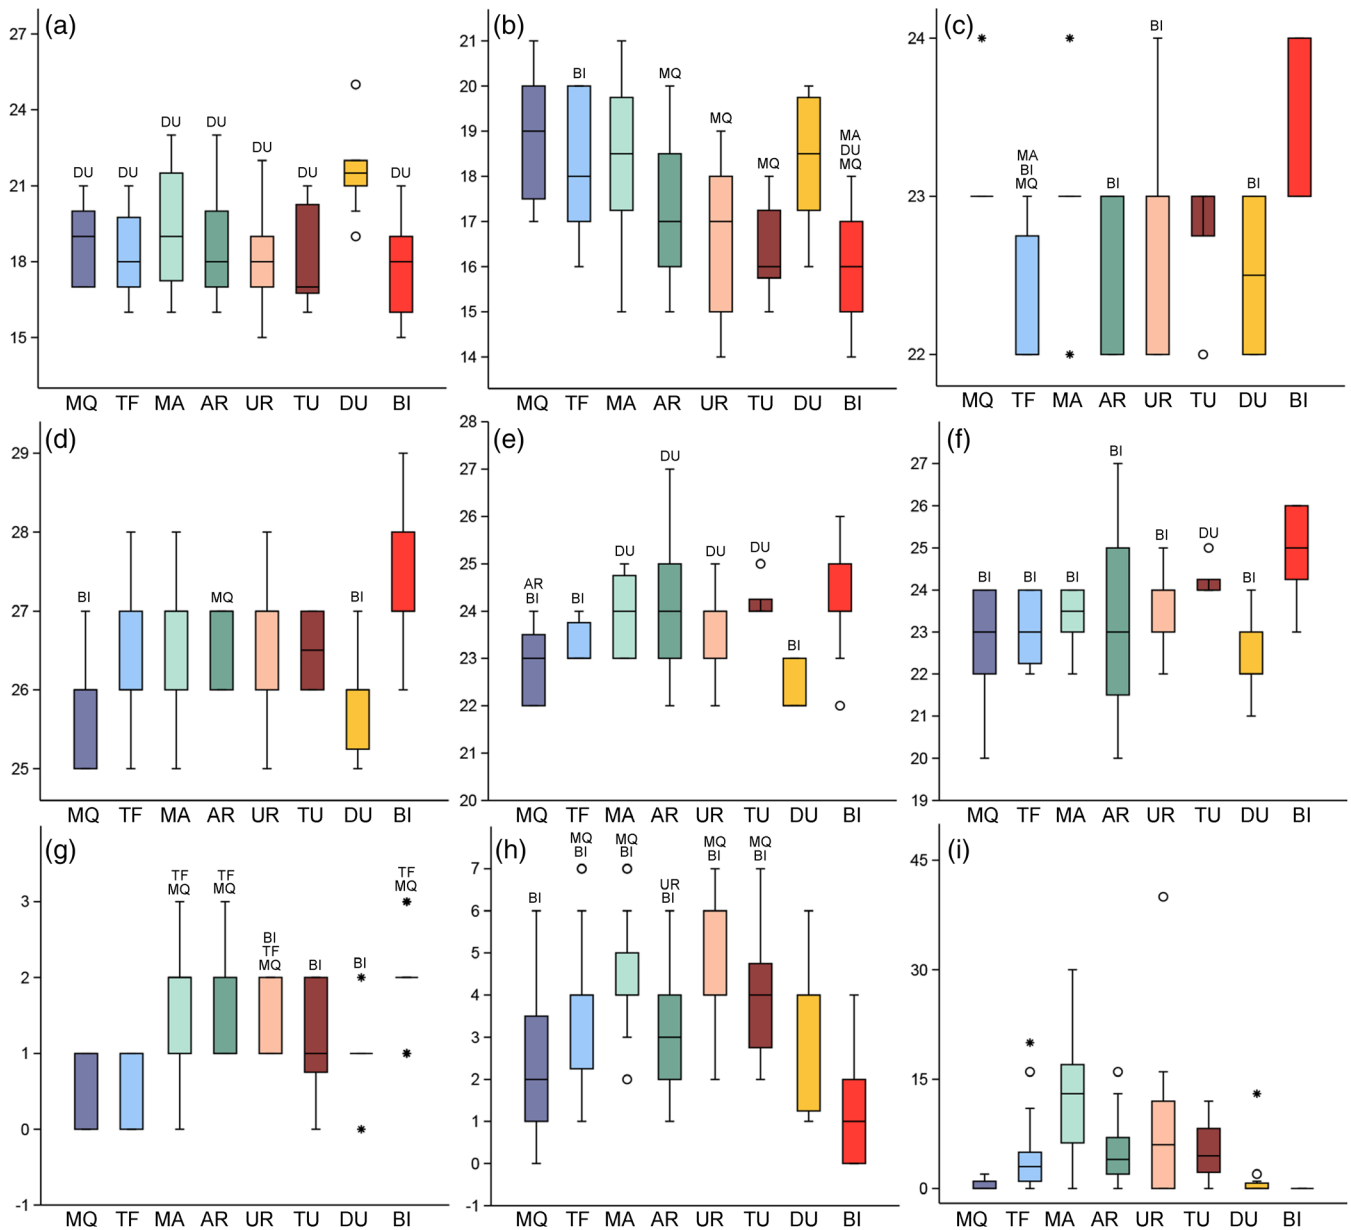 (a)
27
24
21
18
15
DU
DU
DU
DU
DU
DU
DU
MQ TF MA AR UR TU DU BI
(b)
21
20
19
18
17
16
15
14
BI
MQ
MQ
MQ
MA
DU
MQ
MQ TF MA AR UR TU DU BI
(c)
24
23
22
MA
BI
MQ
BI
BI
BI
MQ TF MA AR UR TU DU BI
(d)
29
28
27
26
25
BI
MQ
BI
MQ TF MA AR UR TU DU BI
(e)
28
27
26
25
24
23
22
21
20
AR
BI
BI
DU
DU
DU
DU
BI
MQ TF MA AR UR TU DU BI
(f)
27
26
25
24
23
22
21
20
19
BI
BI
BI
BI
BI
DU
BI
MQ TF MA AR UR TU DU BI
(g)
3
2
1
0
-1
TF
MQ
TF
MQ
BI
TF
MQ
BI
BI
TF
MQ
MQ TF MA AR UR TU DU BI
(h)
7
6
5
4
3
2
1
0
-1
BI
MQ
BI
MQ
BI
UR
BI
MQ
BI
MQ
BI
MQ TF MA AR UR TU DU BI
(i)
45
30
15
0
MQ TF MA AR UR TU DU BI